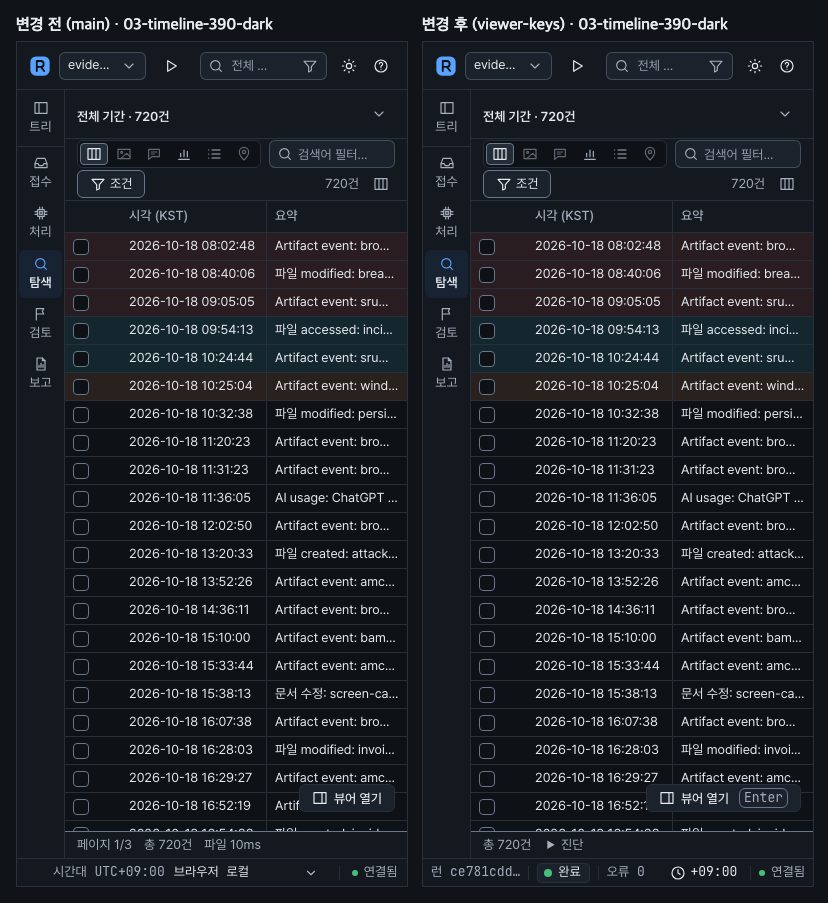 변경 전 (main) · 03-timeline-390-dark
R evide... 전체 ...
트리
접수
처리
탐색
검토
보고
전체 기간 · 720건
검색어 필터...
조건 720건
시각 (KST) 요약
2026-10-18 08:02:48 Artifact event: bro...
2026-10-18 08:40:06 파일 modified: brea...
2026-10-18 09:05:05 Artifact event: sru...
2026-10-18 09:54:13 파일 accessed: inci...
2026-10-18 10:24:44 Artifact event: sru...
2026-10-18 10:25:04 Artifact event: wind...
2026-10-18 10:32:38 파일 modified: persi...
2026-10-18 11:20:23 Artifact event: bro...
2026-10-18 11:31:23 Artifact event: bro...
2026-10-18 11:36:05 AI usage: ChatGPT ...
2026-10-18 12:02:50 Artifact event: bro...
2026-10-18 13:20:33 파일 created: attack...
2026-10-18 13:52:26 Artifact event: amc...
2026-10-18 14:36:11 Artifact event: bro...
2026-10-18 15:10:00 Artifact event: bam...
2026-10-18 15:33:44 Artifact event: amc...
2026-10-18 15:38:13 문서 수정: screen-ca...
2026-10-18 16:07:38 Artifact event: bro...
2026-10-18 16:28:03 파일 modified: invoi...
2026-10-18 16:29:27 Artifact event: amc...
2026-10-18 16:52:19
뷰어 열기
페이지 1/3 총 720건 파일 10ms
시간대 UTC+09:00 브라우저 로컬 연결됨
변경 후 (viewer-keys) · 03-timeline-390-dark
R evide... 전체 ...
트리
접수
처리
탐색
검토
보고
전체 기간 · 720건
검색어 필터...
조건 720건
시각 (KST) 요약
2026-10-18 08:02:48 Artifact event: bro...
2026-10-18 08:40:06 파일 modified: brea...
2026-10-18 09:05:05 Artifact event: sru...
2026-10-18 09:54:13 파일 accessed: inci...
2026-10-18 10:24:44 Artifact event: sru...
2026-10-18 10:25:04 Artifact event: wind...
2026-10-18 10:32:38 파일 modified: persi...
2026-10-18 11:20:23 Artifact event: bro...
2026-10-18 11:31:23 Artifact event: bro...
2026-10-18 11:36:05 AI usage: ChatGPT ...
2026-10-18 12:02:50 Artifact event: bro...
2026-10-18 13:20:33 파일 created: attack...
2026-10-18 13:52:26 Artifact event: amc...
2026-10-18 14:36:11 Artifact event: bro...
2026-10-18 15:10:00 Artifact event: bam...
2026-10-18 15:33:44 Artifact event: amc...
2026-10-18 15:38:13 문서 수정: screen-ca...
2026-10-18 16:07:38 Artifact event: bro...
2026-10-18 16:28:03 파일 modified: invoi...
2026-10-18 16:29:27 Artifact event: amc...
2026-10-18 16:52:
뷰어 열기 Enter
총 720건 ▶ 진단
런 ce781cdd... 완료 오류 0 +09:00 연결됨